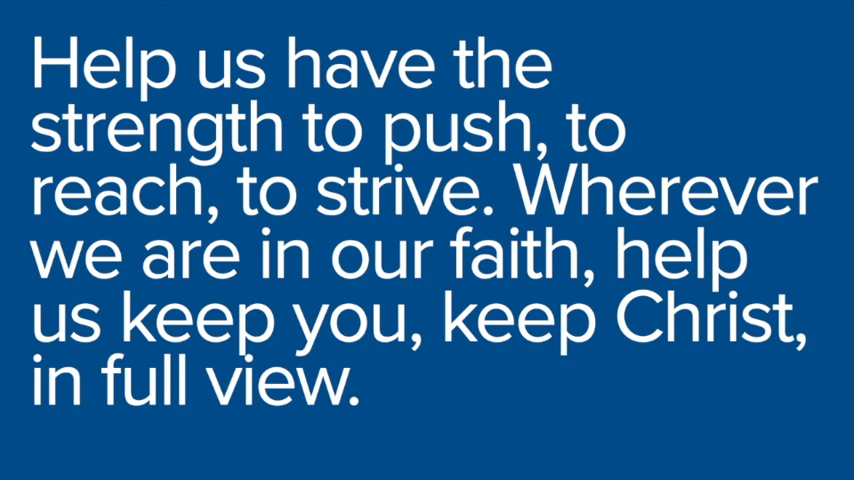 Help us have the
strength to push, to
reach, to strive. Wherever
we are in our faith, help
us keep you, keep Christ,
in full view.